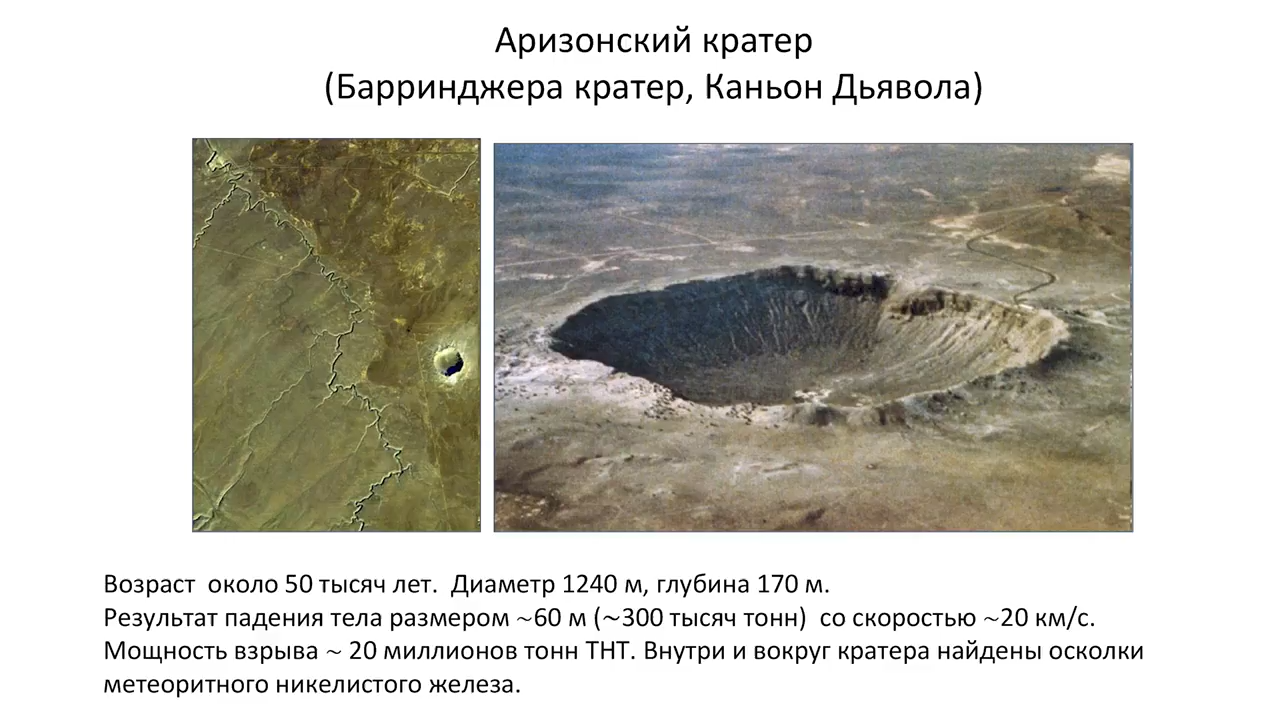 Аризонский кратер
(Барринджера кратер, Каньон Дьявола)
Возраст  около 50 тысяч лет.  Диаметр 1240 м, глубина 170 м.
Результат падения тела размером ~60 м (~300 тысяч тонн)  со скоростью ~20 км/с.
Мощность взрыва ~ 20 миллионов тонн ТНТ. Внутри и вокруг кратера найдены осколки
метеоритного никелистого железа.